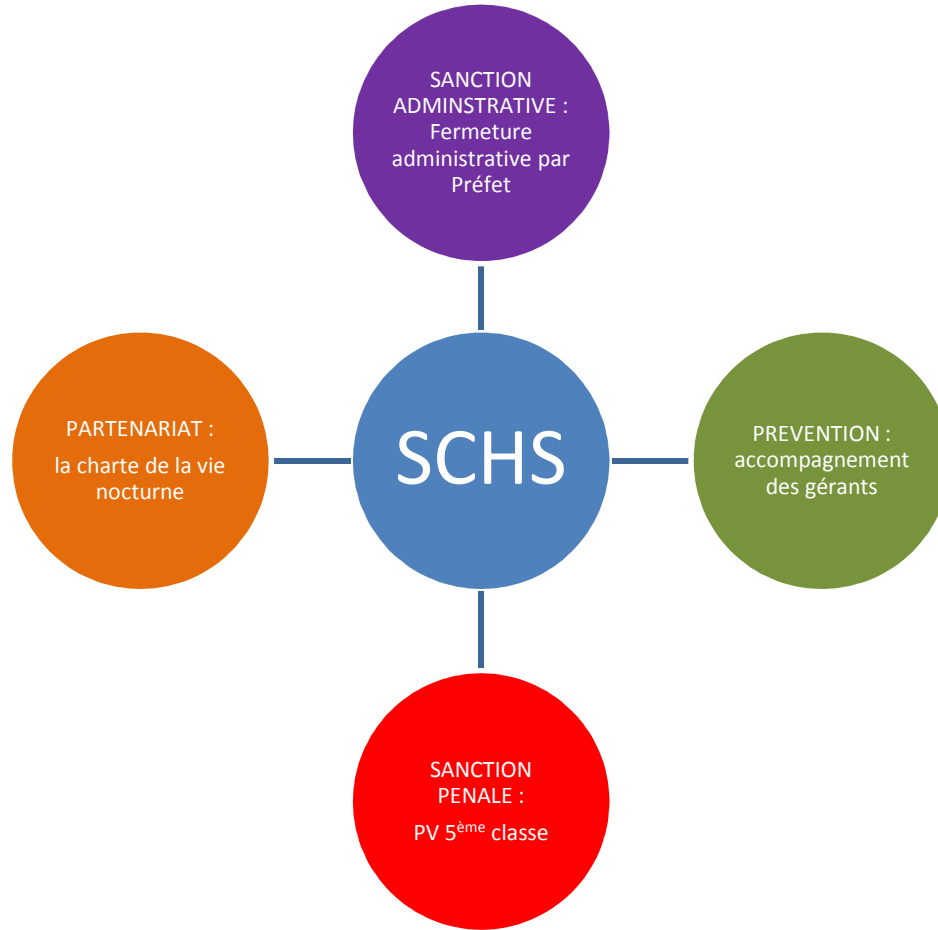 SANCTION
ADMINSTRATIVE :
Fermeture
administrative par
Préfet
PARTENARIAT :
la charte de la vie
nocturne
SCHS
PREVENTION :
accompagnement
des gérants
SANCTION
PENALE :
PV 5ème classe